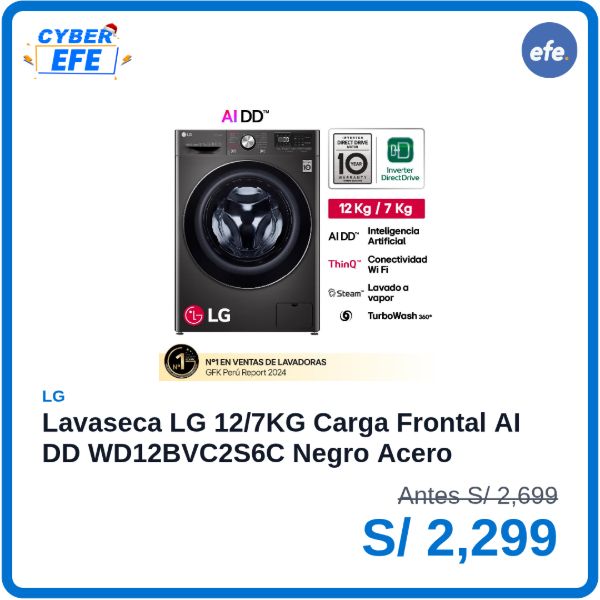 CYBER
EFE
efe.
AI DD™
LG
INVERTER
DIRECT DRIVE
MOTOR
10
YEAR
WARRANTY
Inverter
DirectDrive
12 Kg / 7 Kg
AI DD™ Inteligencia
Artificial
ThinQ™ Conectividad
Wi Fi
Steam™ Lavado a
vapor
TurboWash 360°
LG
Nº1
Nº1 EN VENTAS DE LAVADORAS
GFK Perú Report 2024
LG
Lavaseca LG 12/7KG Carga Frontal AI
DD WD12BVC2S6C Negro Acero
Antes S/ 2,699
S/ 2,299